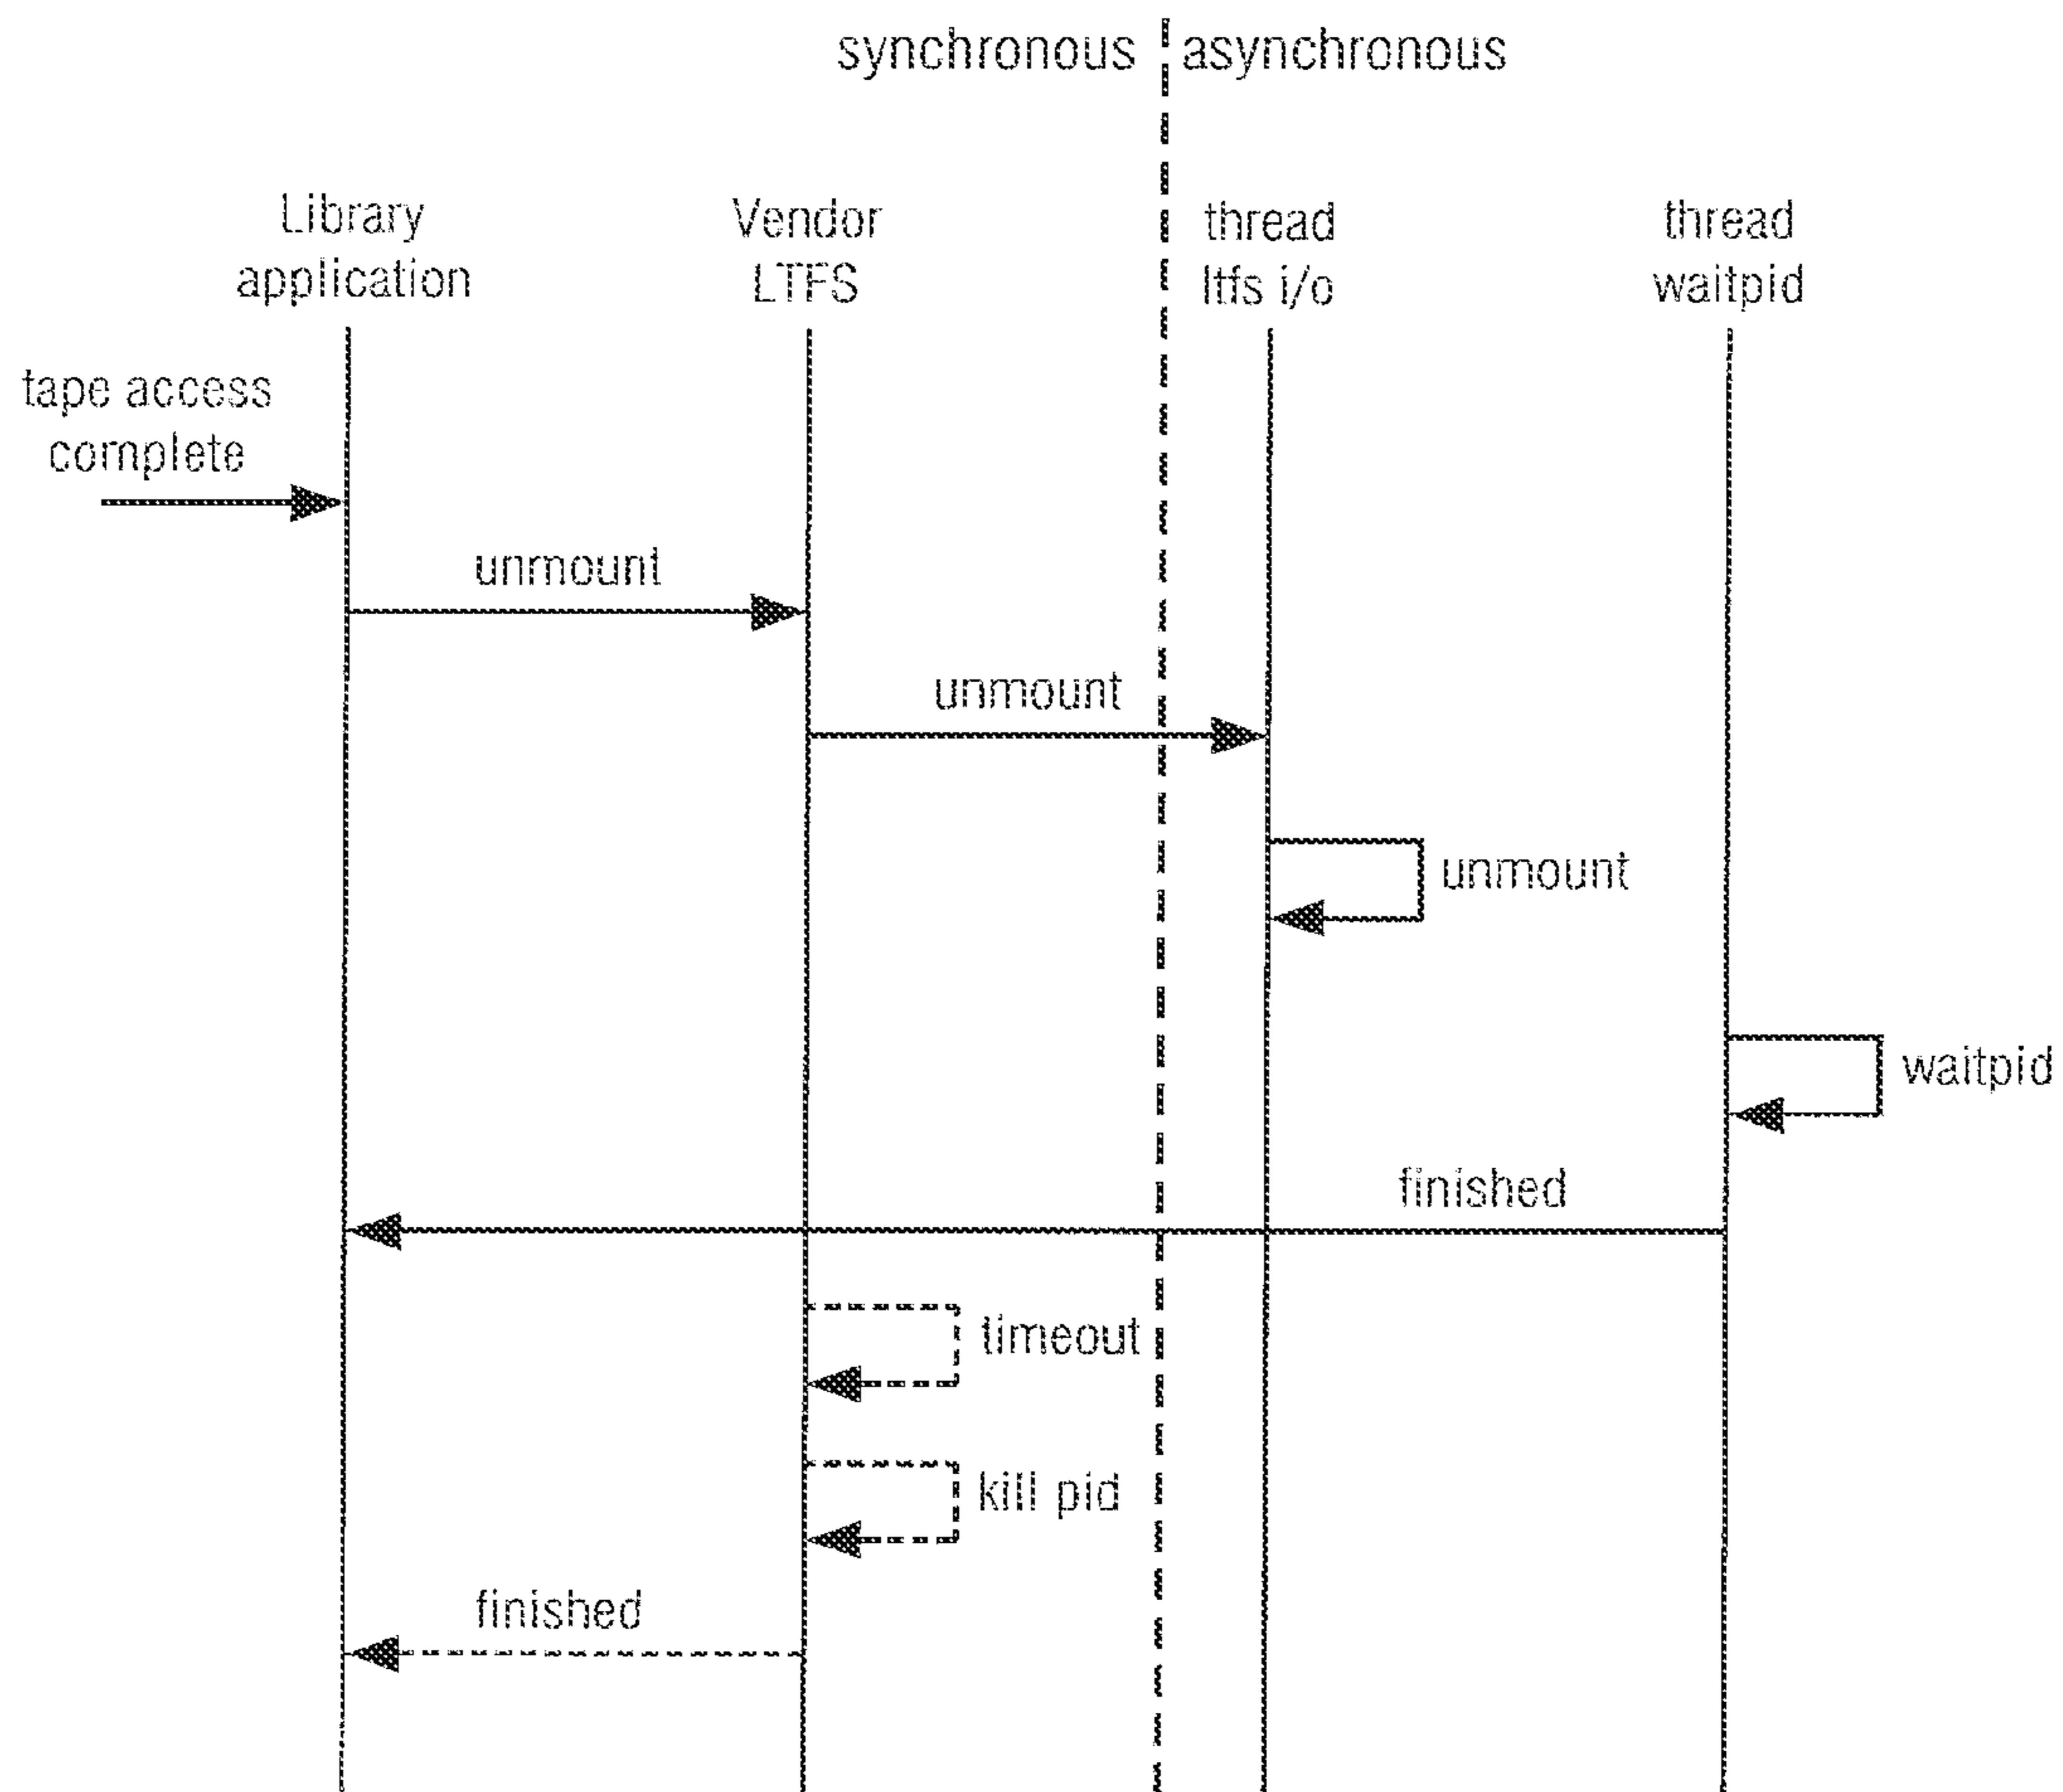 synchronous asynchronous
Library
application
Vendor
LTFS
thread
ltfs i/o
thread
waitpid
tape access
complete
unmount
unmount
unmount
waitpid
finished
timeout
kill pid
finished